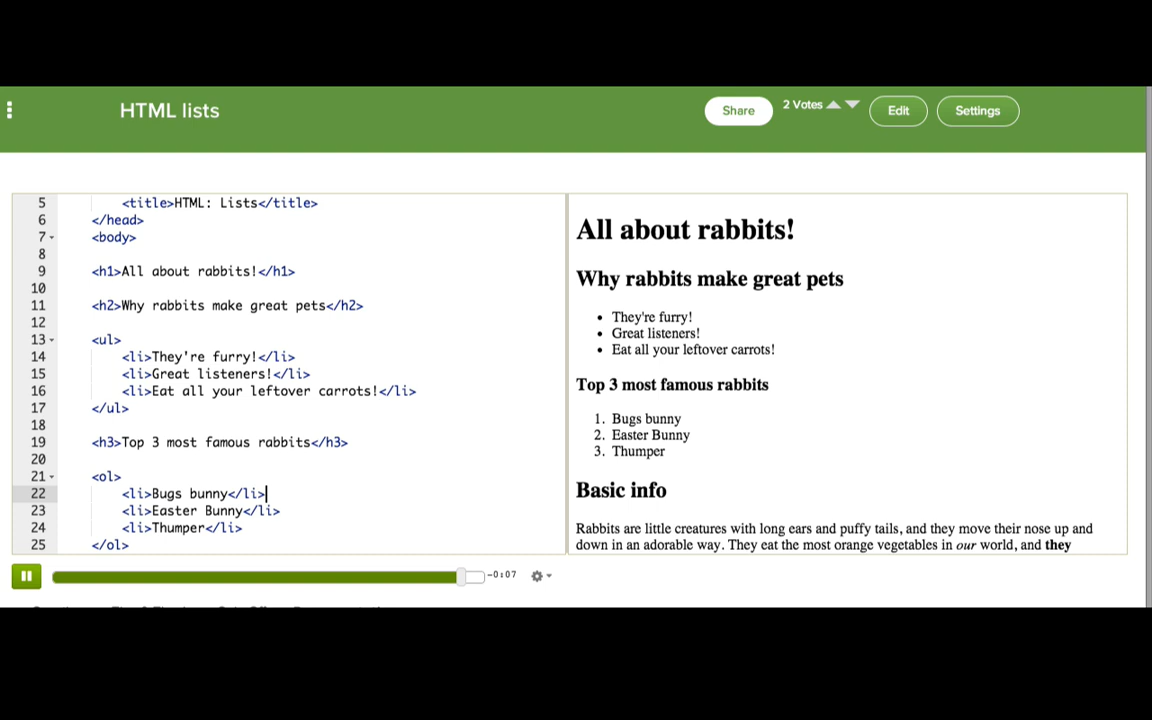 HTML lists
Share
2 Votes
Edit
Settings
5 <title>HTML: Lists</title>
6 </head>
7 <body>
8
9 <h1>All about rabbits!</h1>
10
11 <h2>Why rabbits make great pets</h2>
12
13 <ul>
14 <li>They're furry!</li>
15 <li>Great listeners!</li>
16 <li>Eat all your leftover carrots!</li>
17 </ul>
18
19 <h3>Top 3 most famous rabbits</h3>
20
21 <ol>
22 <li>Bugs bunny</li>
23 <li>Easter Bunny</li>
24 <li>Thumper</li>
25 </ol>
All about rabbits!
Why rabbits make great pets
• They're furry!
• Great listeners!
• Eat all your leftover carrots!
Top 3 most famous rabbits
1. Bugs bunny
2. Easter Bunny
3. Thumper
Basic info
Rabbits are little creatures with long ears and puffy tails, and they move their nose up and
down in an adorable way. They eat the most orange vegetables in our world, and they
-0:07